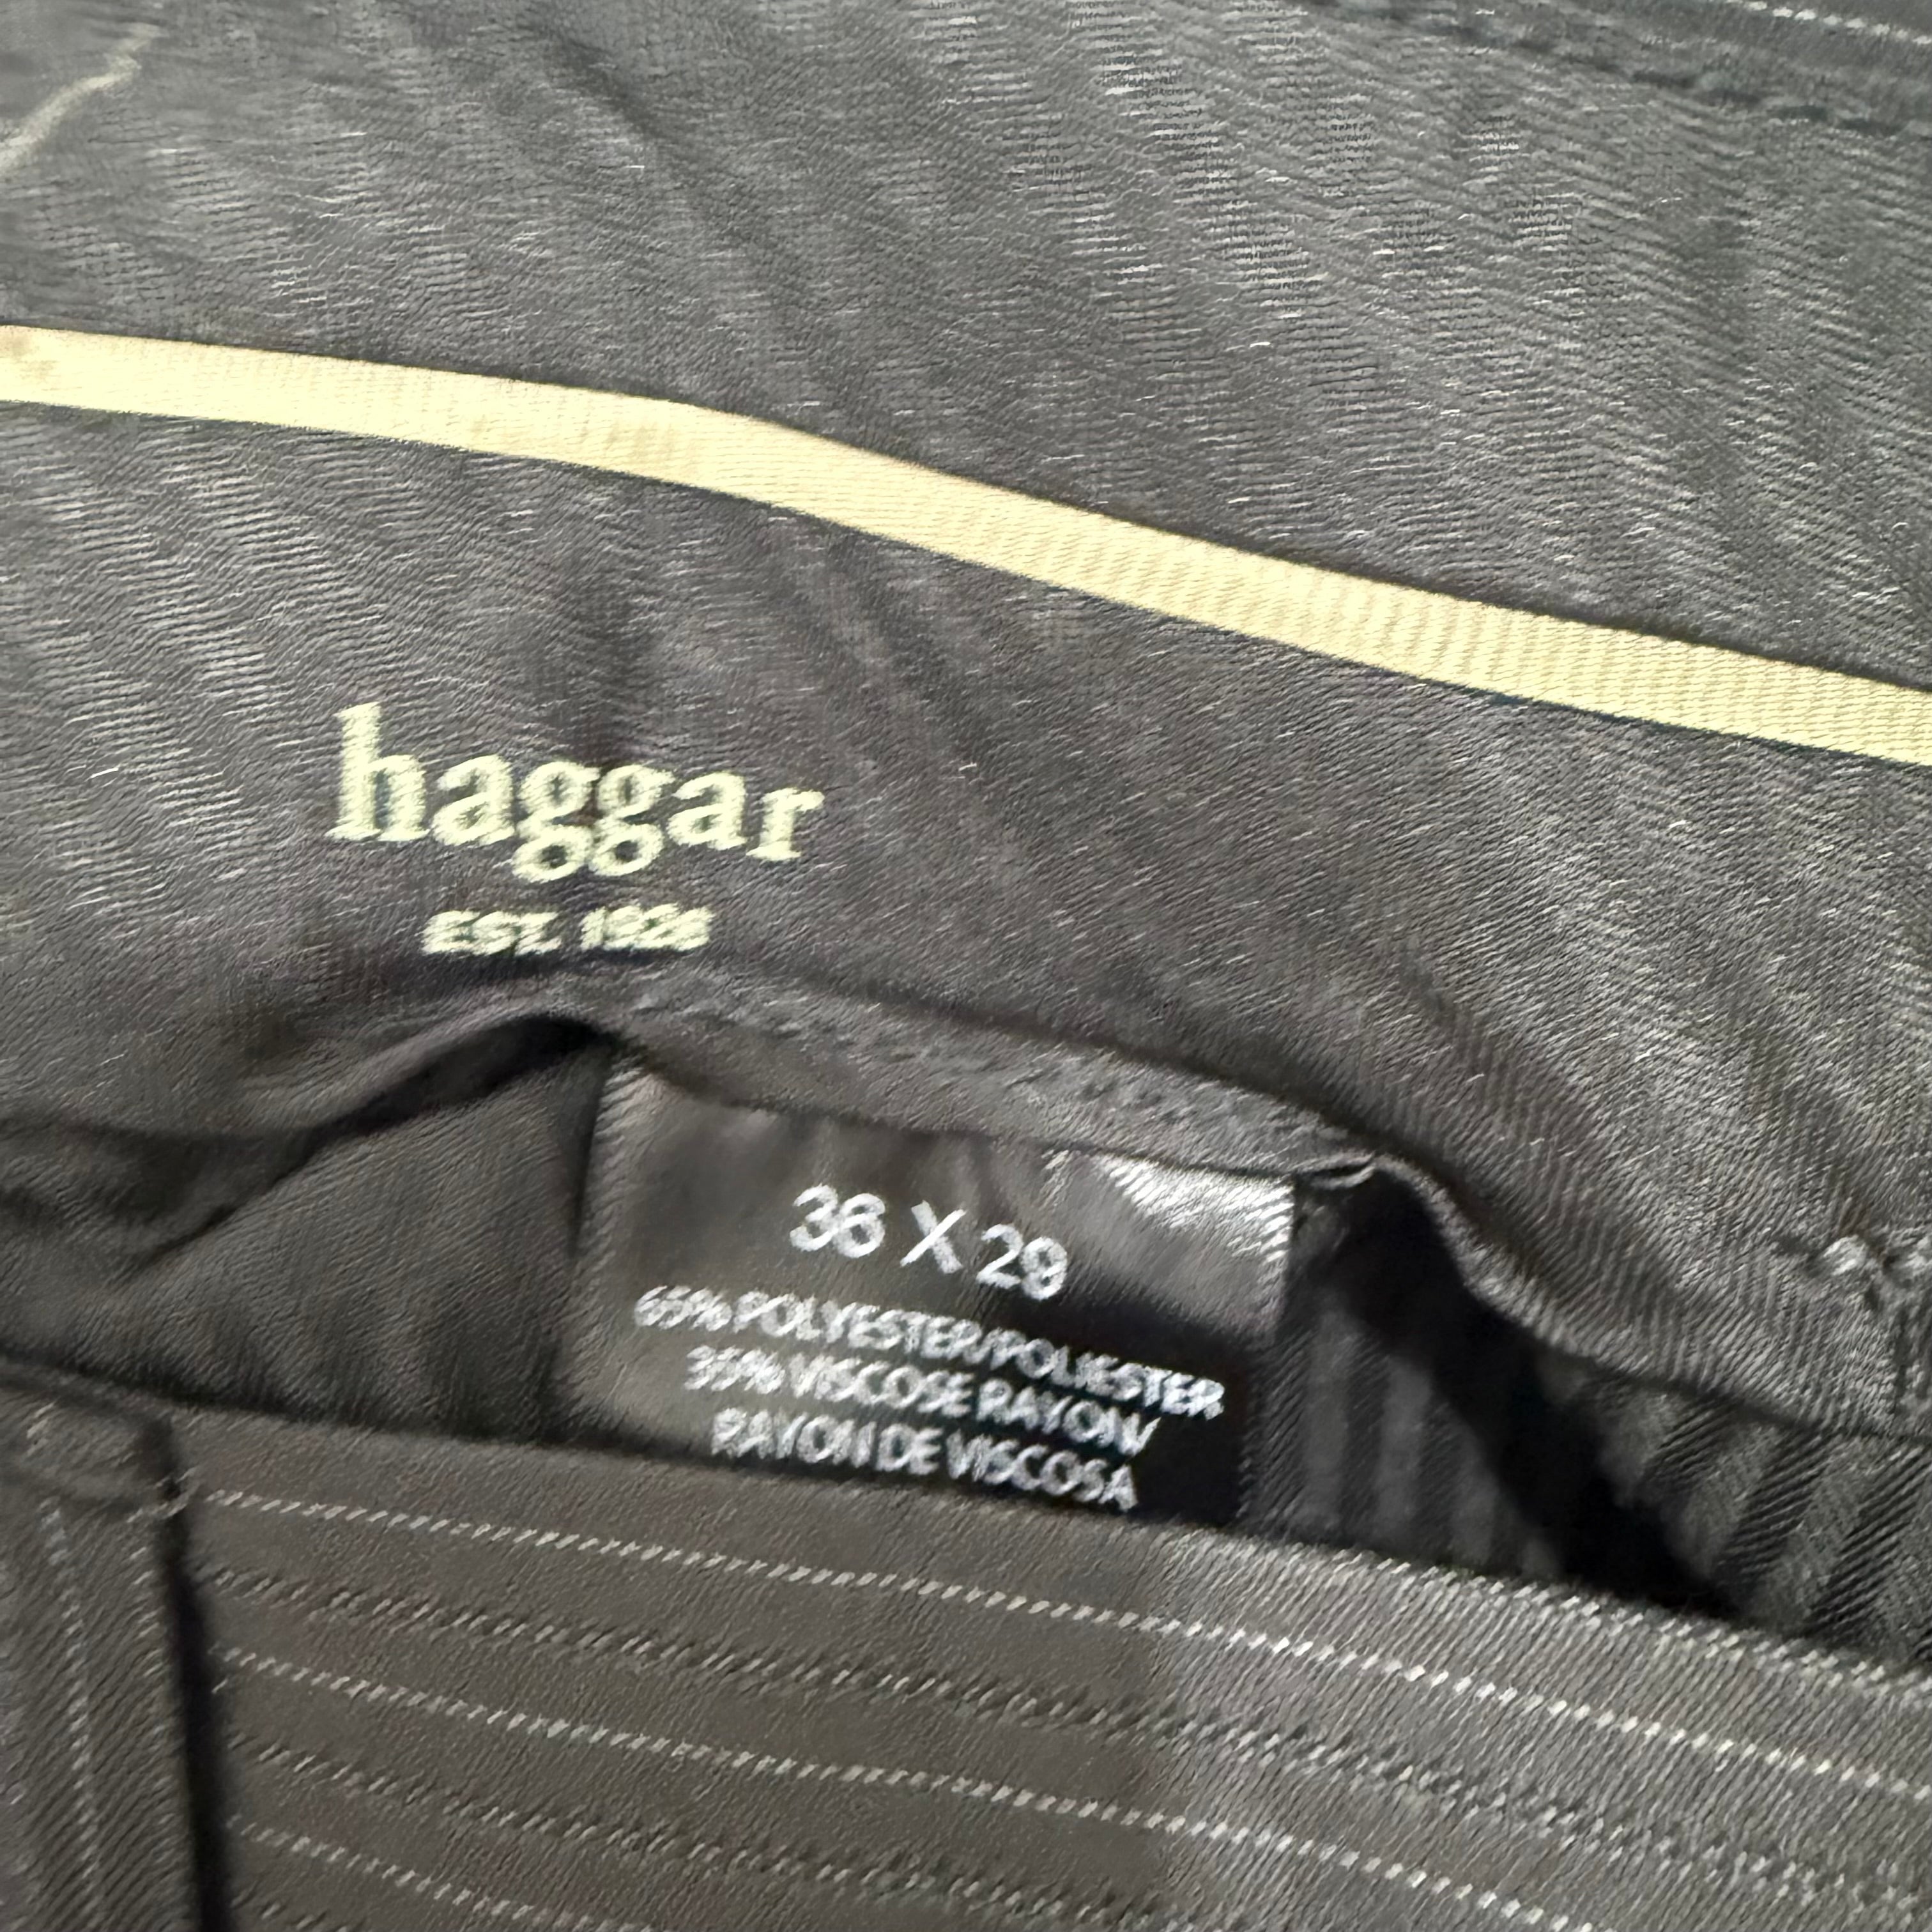 haggar
EST. 1926
36 X 29
65% POLYESTER/POLIESTER
35% VISCOSE RAYON/
RAYON DE VISCOSA